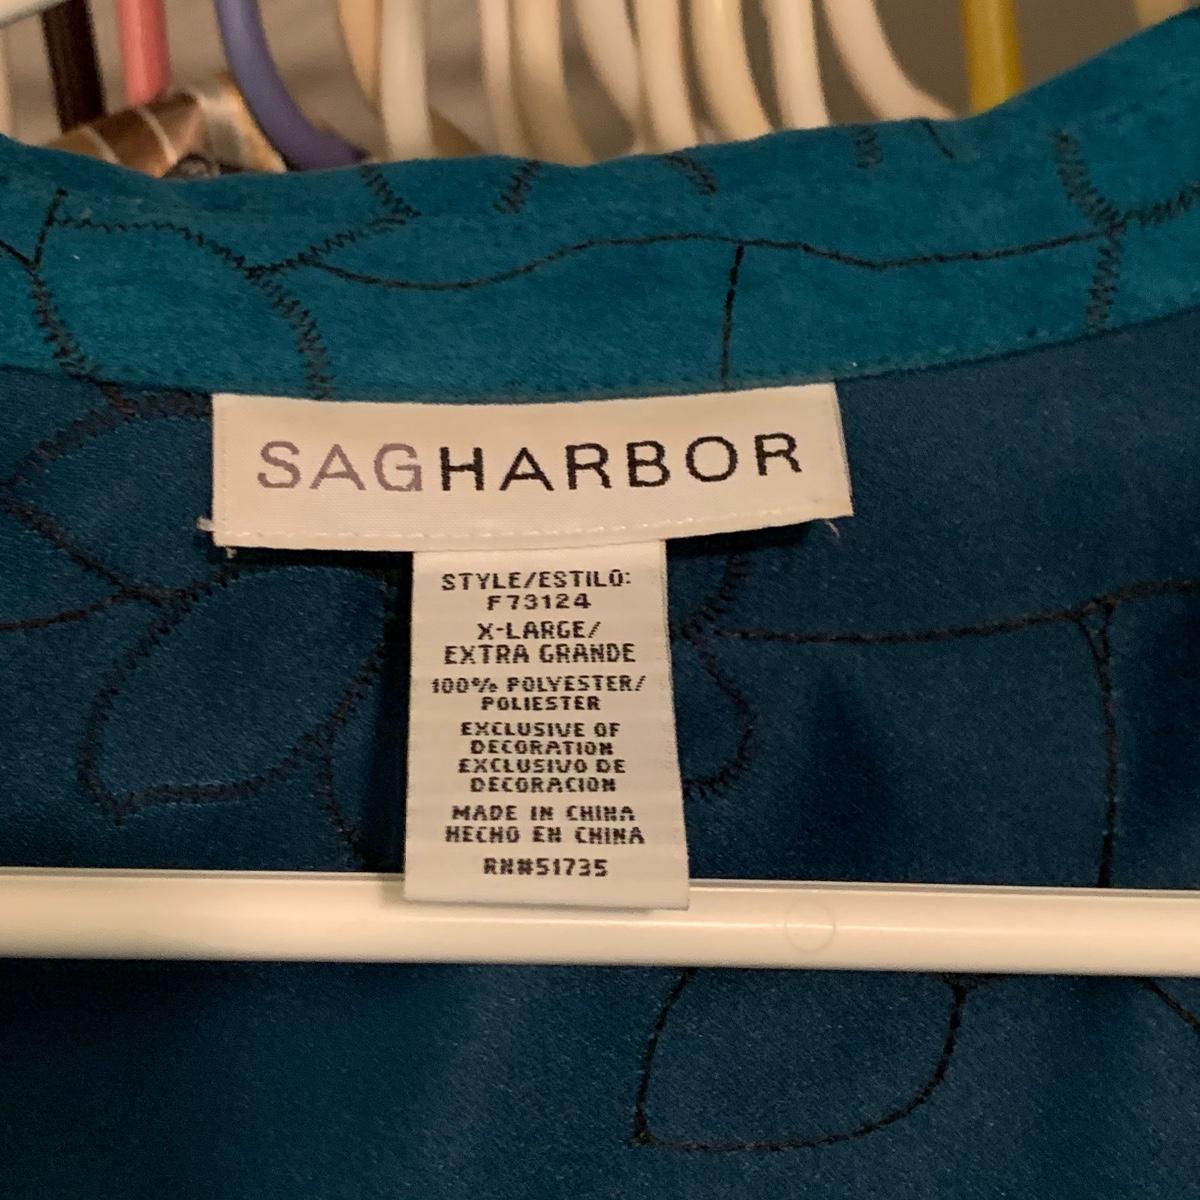 SAGHARBOR
STYLE/ESTILO:
F73124
X-LARGE/
EXTRA GRANDE
100% POLYESTER/
POLIESTER
EXCLUSIVE OF
DECORATION
EXCLUSIVO DE
DECORACION
MADE IN CHINA
HECHO EN CHINA
RN#51735